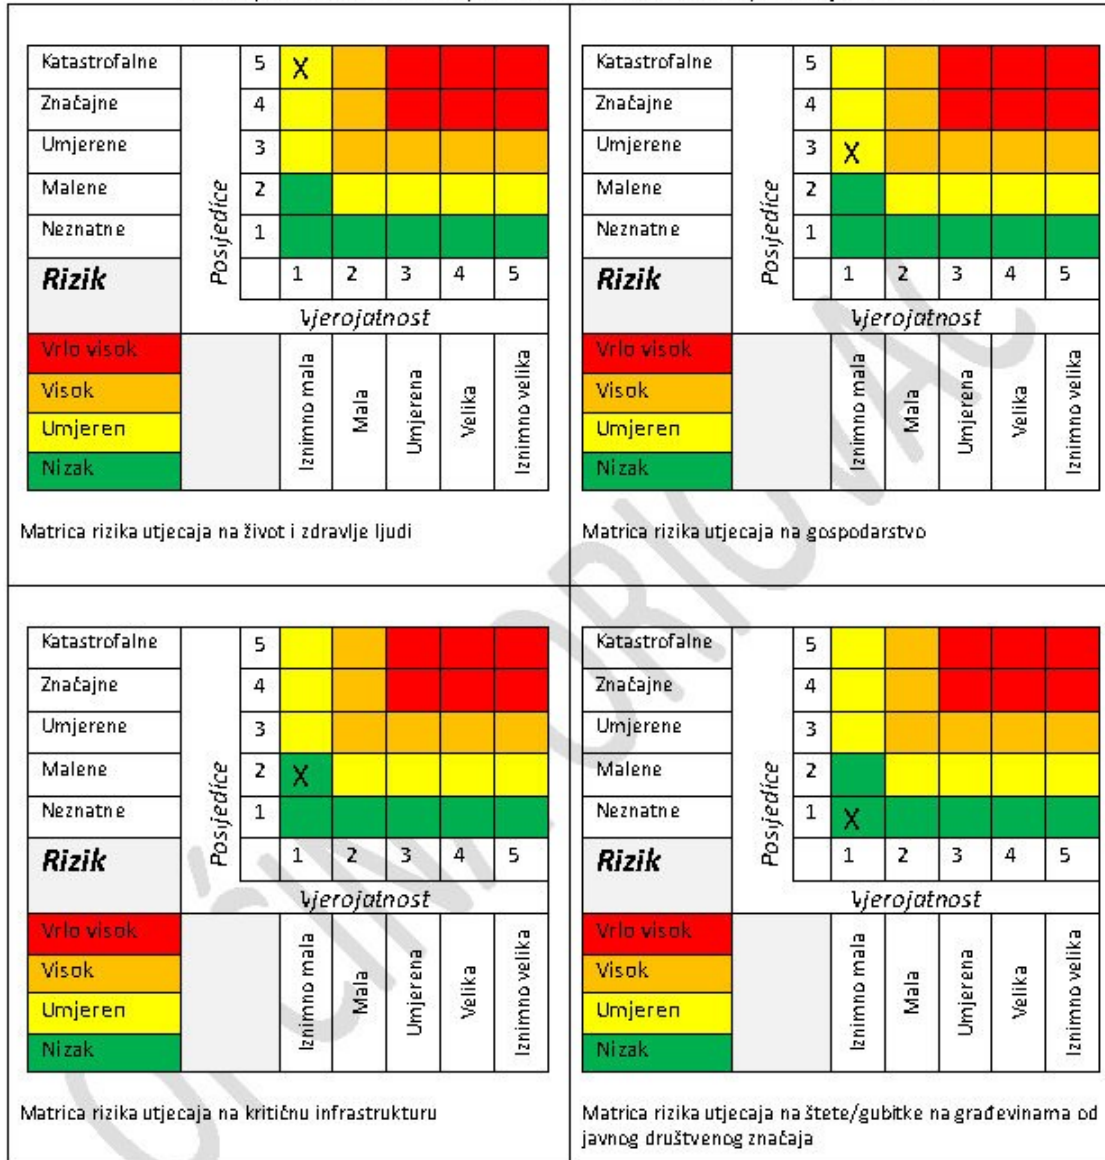 Katastrofalne 5 X
Značajne 4
Umjerene 3
Malene 2
Neznatne 1
Posljedice
Rizik 1 2 3 4 5
Vjerojatnost
Vrlo visok
Visok
Umjeren
Nizak
Iznimno mala
Mala
Umjerena
Velika
Iznimno velika
Matrica rizika utjecaja na život i zdravlje ljudi
Katastrofalne 5
Značajne 4
Umjerene 3 X
Malene 2
Neznatne 1
Posljedice
Rizik 1 2 3 4 5
Vjerojatnost
Vrlo visok
Visok
Umjeren
Nizak
Iznimno mala
Mala
Umjerena
Velika
Iznimno velika
Matrica rizika utjecaja na gospodarstvo
Katastrofalne 5
Značajne 4
Umjerene 3
Malene 2 X
Neznatne 1
Posljedice
Rizik 1 2 3 4 5
Vjerojatnost
Vrlo visok
Visok
Umjeren
Nizak
Iznimno mala
Mala
Umjerena
Velika
Iznimno velika
Matrica rizika utjecaja na kritičnu infrastrukturu
Katastrofalne 5
Značajne 4
Umjerene 3
Malene 2
Neznatne 1 X
Posljedice
Rizik 1 2 3 4 5
Vjerojatnost
Vrlo visok
Visok
Umjeren
Nizak
Iznimno mala
Mala
Umjerena
Velika
Iznimno velika
Matrica rizika utjecaja na štete/gubitke na građevinama od
javnog društvenog značaja
OPĆINA ORIOVAC